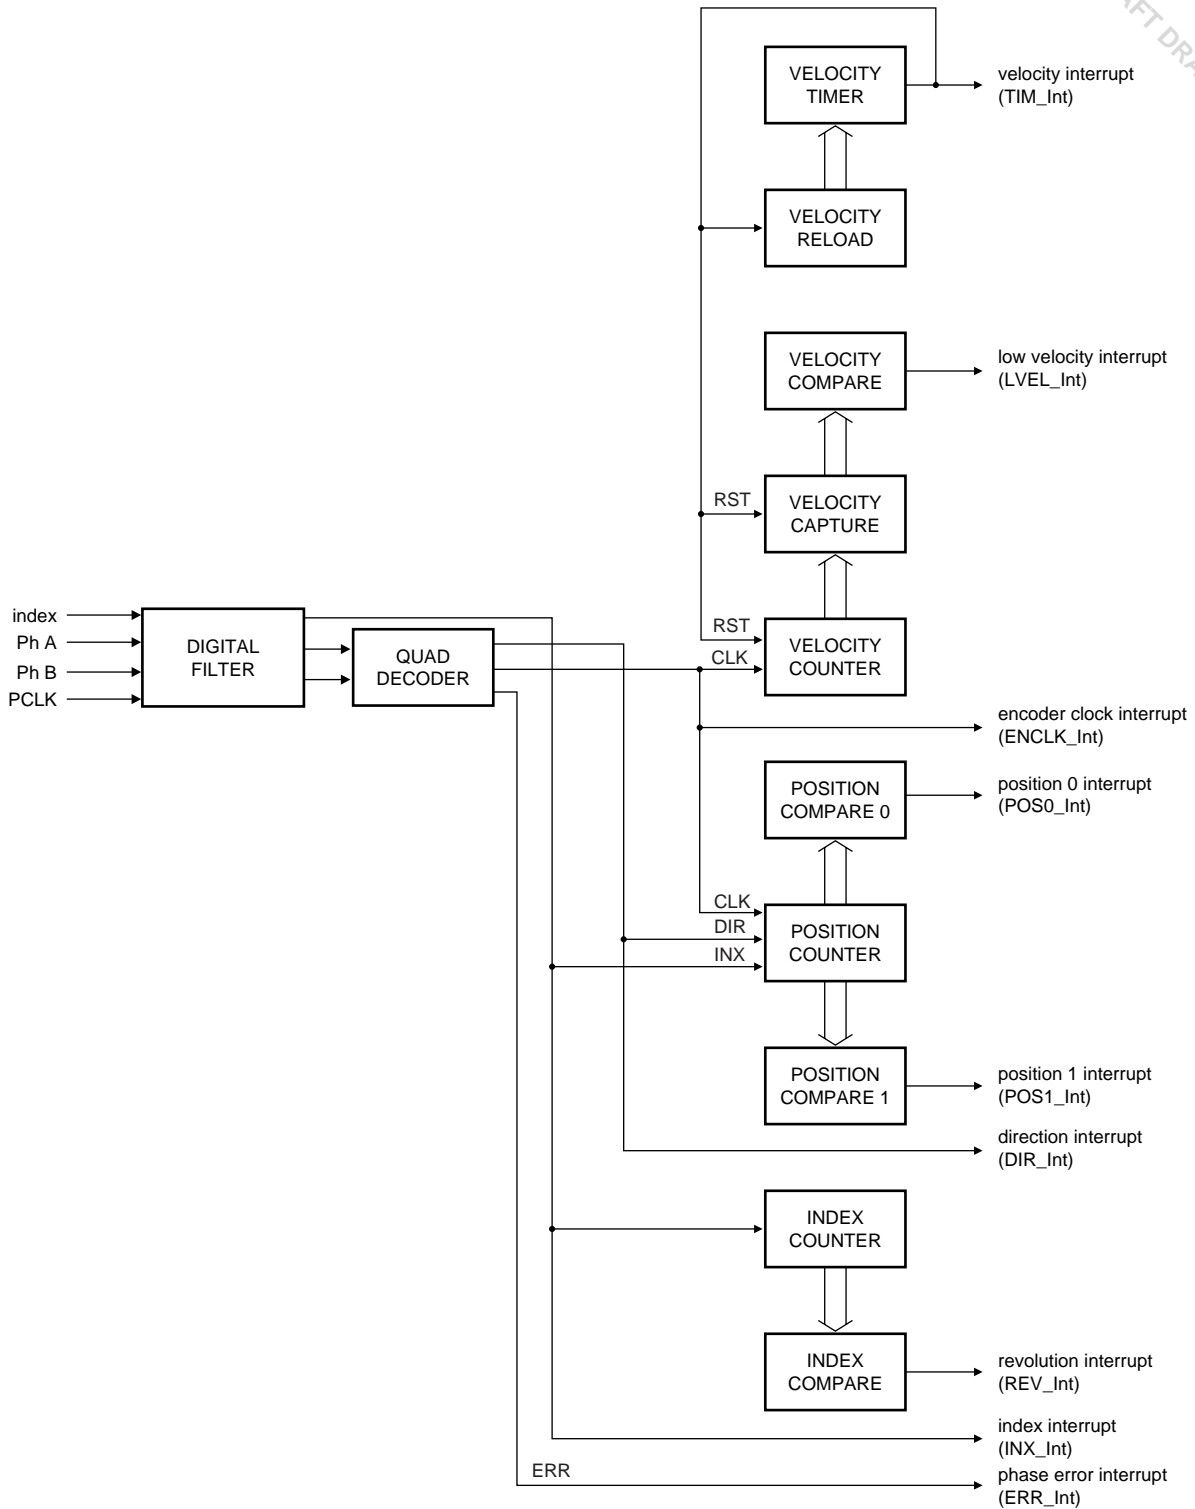 VELOCITY
TIMER
velocity interrupt
(TIM_Int)
VELOCITY
RELOAD
VELOCITY
COMPARE
low velocity interrupt
(LVEL_Int)
RST
VELOCITY
CAPTURE
index
Ph A
Ph B
PCLK
DIGITAL
FILTER
QUAD
DECODER
RST
CLK
VELOCITY
COUNTER
encoder clock interrupt
(ENCLK_Int)
POSITION
COMPARE 0
position 0 interrupt
(POS0_Int)
CLK
DIR
INX
POSITION
COUNTER
POSITION
COMPARE 1
position 1 interrupt
(POS1_Int)
direction interrupt
(DIR_Int)
INDEX
COUNTER
INDEX
COMPARE
revolution interrupt
(REV_Int)
index interrupt
(INX_Int)
ERR
phase error interrupt
(ERR_Int)